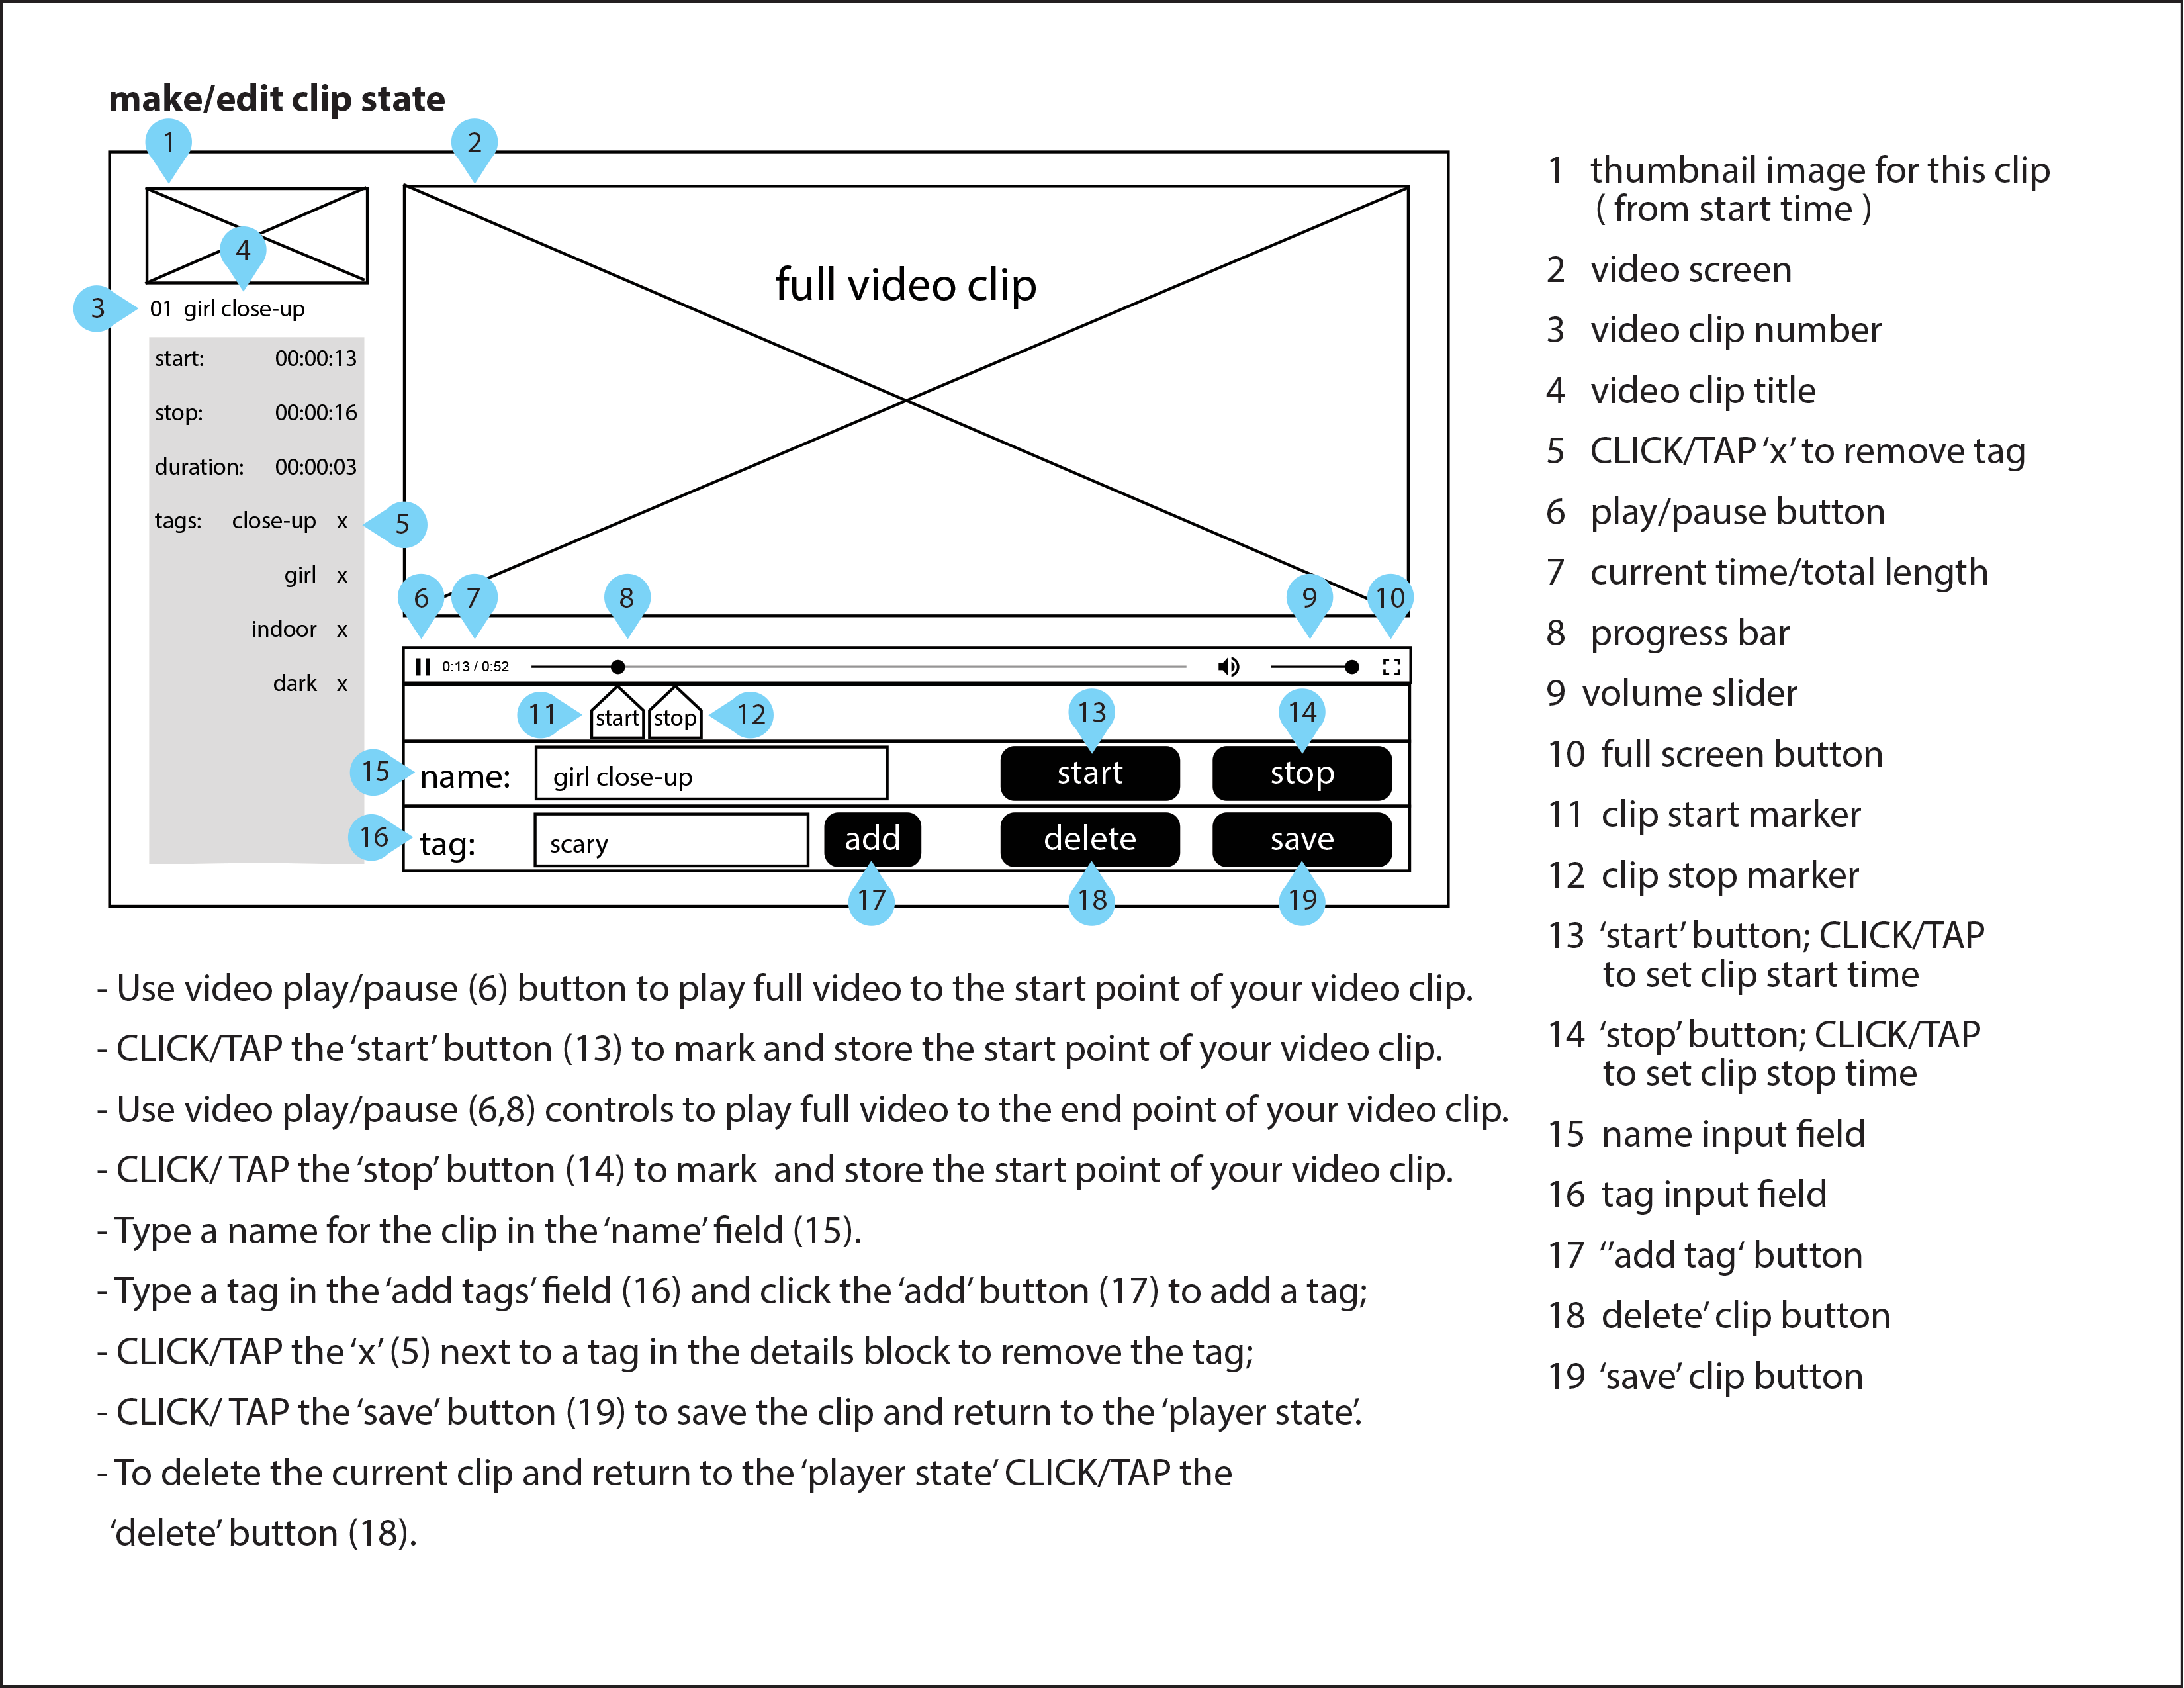 make/edit clip state
1
2
4
3
01 girl close-up
start: 00:00:13
stop: 00:00:16
duration: 00:00:03
tags: close-up x
5
girl x
indoor x
dark x
full video clip
6
7
8
9
10
0:13 / 0:52
11
start
stop
12
13
14
15
name:
girl close-up
start
stop
16
tag:
scary
add
delete
save
17
18
19
1 thumbnail image for this clip
( from start time )
2 video screen
3 video clip number
4 video clip title
5 CLICK/TAP ‘x’ to remove tag
6 play/pause button
7 current time/total length
8 progress bar
9 volume slider
10 full screen button
11 clip start marker
12 clip stop marker
13 ‘start’ button; CLICK/TAP
to set clip start time
14 ‘stop’ button; CLICK/TAP
to set clip stop time
15 name input field
16 tag input field
17 ‘’add tag‘ button
18 delete’ clip button
19 ‘save’ clip button
- Use video play/pause (6) button to play full video to the start point of your video clip.
- CLICK/TAP the ‘start’ button (13) to mark and store the start point of your video clip.
- Use video play/pause (6,8) controls to play full video to the end point of your video clip.
- CLICK/ TAP the ‘stop’ button (14) to mark  and store the start point of your video clip.
- Type a name for the clip in the ‘name’ field (15).
- Type a tag in the ‘add tags’ field (16) and click the ‘add’ button (17) to add a tag;
- CLICK/TAP the ‘x’ (5) next to a tag in the details block to remove the tag;
- CLICK/ TAP the ‘save’ button (19) to save the clip and return to the ‘player state’.
- To delete the current clip and return to the ‘player state’ CLICK/TAP the
‘delete’ button (18).